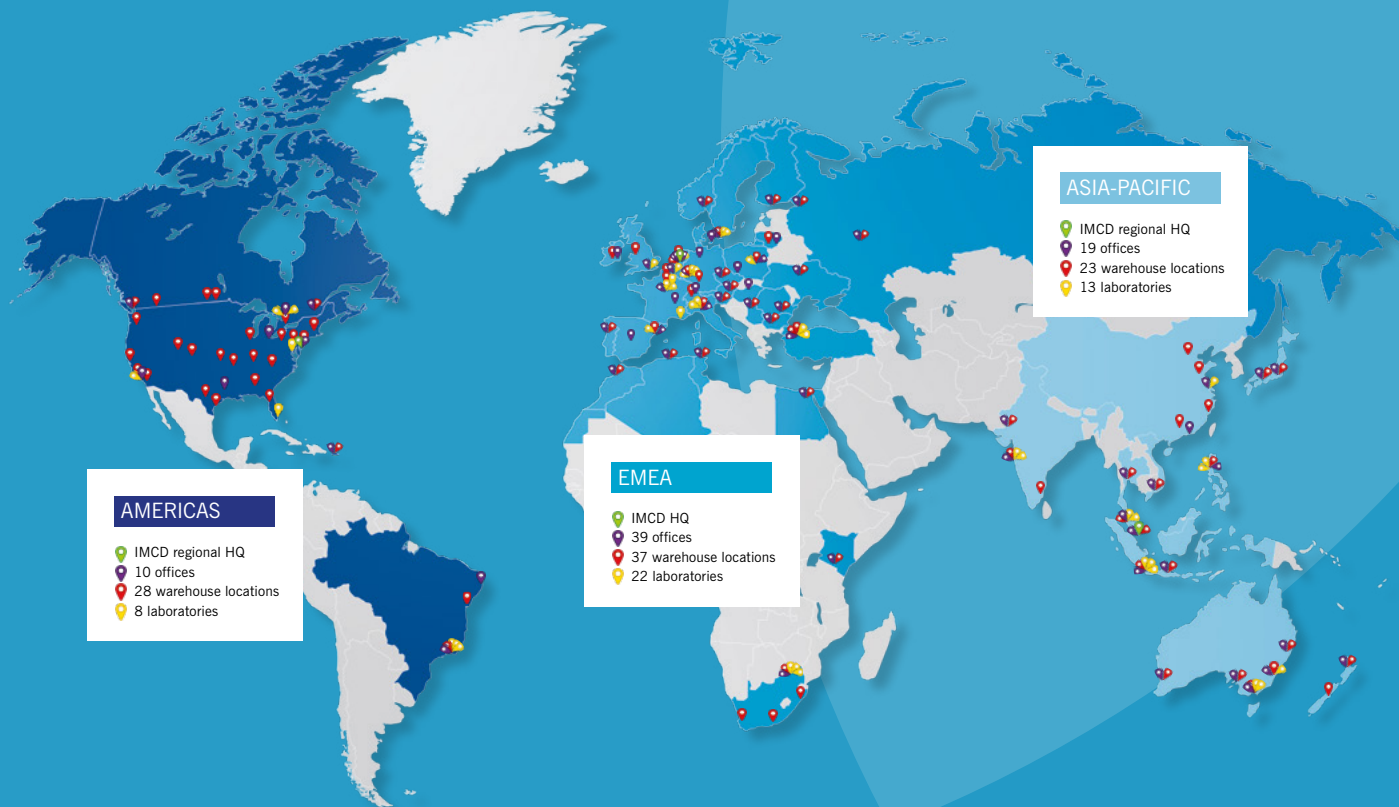 ASIA-PACIFIC
IMCD regional HQ
19 offices
23 warehouse locations
13 laboratories
EMEA
IMCD HQ
39 offices
37 warehouse locations
22 laboratories
AMERICAS
IMCD regional HQ
10 offices
28 warehouse locations
8 laboratories